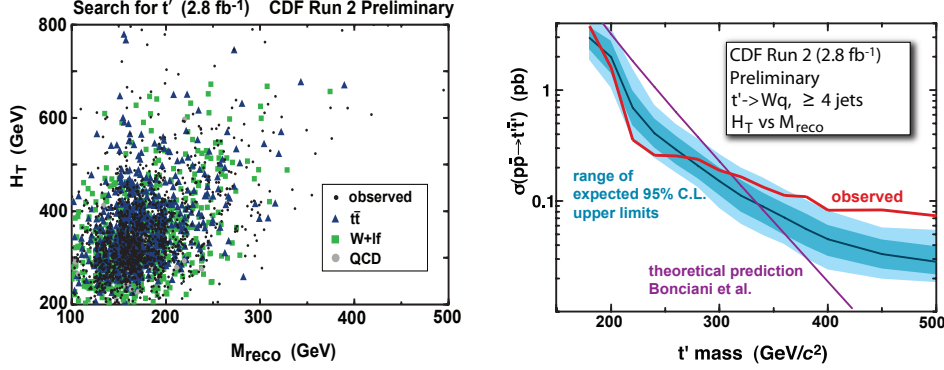 Search for t′ (2.8 fb⁻¹) CDF Run 2 Preliminary
800
600
400
200
H_T (GeV)
100
200
300
400
500
M_reco (GeV)
observed
tt̄
W+lf
QCD
σ(pp̄→t′t̄′) (pb)
1
0.1
200
300
400
500
t' mass (GeV/c²)
CDF Run 2 (2.8 fb⁻¹)
Preliminary
t'->Wq, ≥ 4 jets
H_T vs M_reco
range of
expected 95% C.L.
upper limits
observed
theoretical prediction
Bonciani et al.